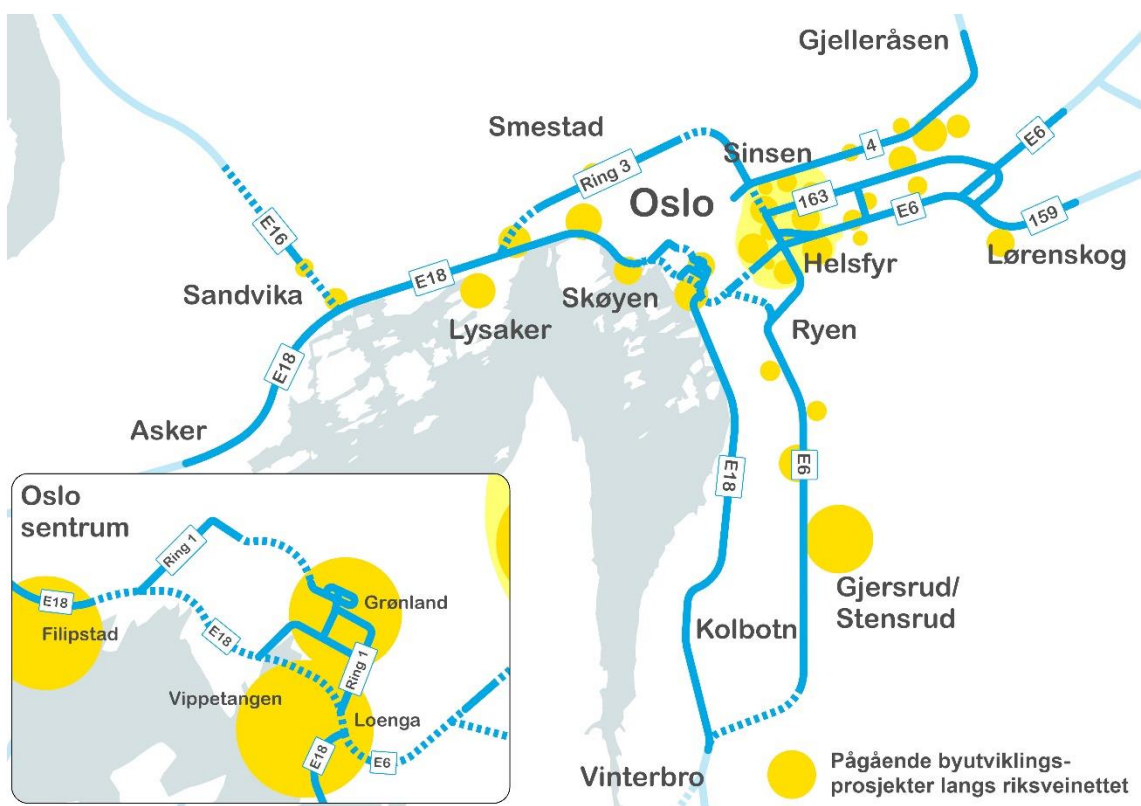 Gjelleråsen
Smestad
E6
Sinsen
4
Ring 3
Oslo
163
E6
159
E16
Helsfyr
Lørenskog
E18
Sandvika
Skøyen
Lysaker
Ryen
E18
Asker
E18
E6
Oslo
sentrum
Ring 1
Gjersrud/
Stensrud
E18
Grønland
Filipstad
E18
Kolbotn
Ring 1
Vippetangen
Loenga
E18
E6
Vinterbro
Pågående byutviklings-
prosjekter langs riksveinettet